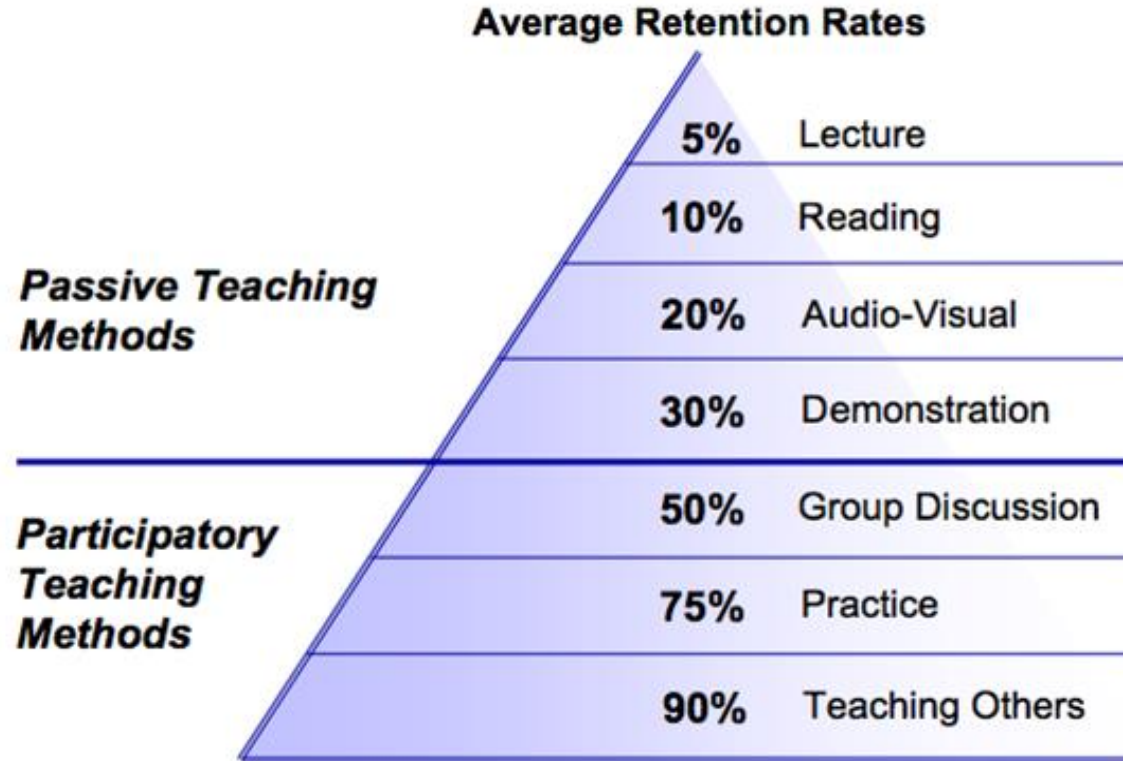 Average Retention Rates
5% Lecture
10% Reading
Passive Teaching
Methods
20% Audio-Visual
30% Demonstration
Participatory
Teaching
Methods
50% Group Discussion
75% Practice
90% Teaching Others